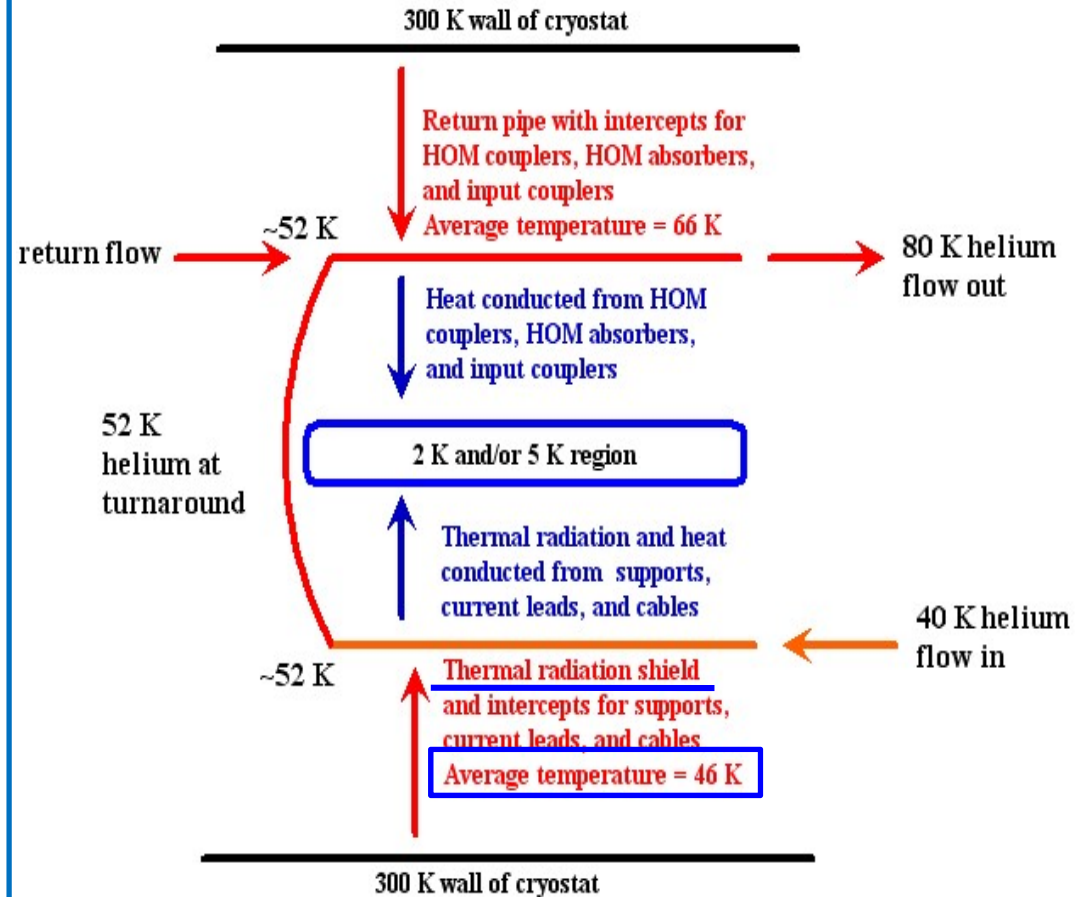 300 K wall of cryostat
Return pipe with intercepts for
HOM couplers, HOM absorbers,
and input couplers
Average temperature = 66 K
~52 K
return flow
80 K helium
flow out
Heat conducted from HOM
couplers, HOM absorbers,
and input couplers
52 K
helium at
turnaround
2 K and/or 5 K region
Thermal radiation and heat
conducted from supports,
current leads, and cables
40 K helium
flow in
~52 K
Thermal radiation shield
and intercepts for supports,
current leads, and cables
Average temperature = 46 K
300 K wall of cryostat